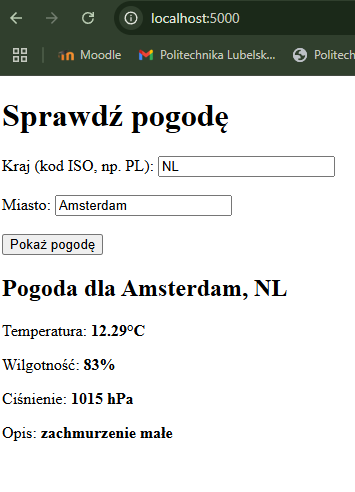 localhost:5000
Moodle Politechnika Lubelsk... Politech
Sprawdź pogodę
Kraj (kod ISO, np. PL): NL
Miasto: Amsterdam
Pokaż pogodę
Pogoda dla Amsterdam, NL
Temperatura: 12.29°C
Wilgotność: 83%
Ciśnienie: 1015 hPa
Opis: zachmurzenie małe